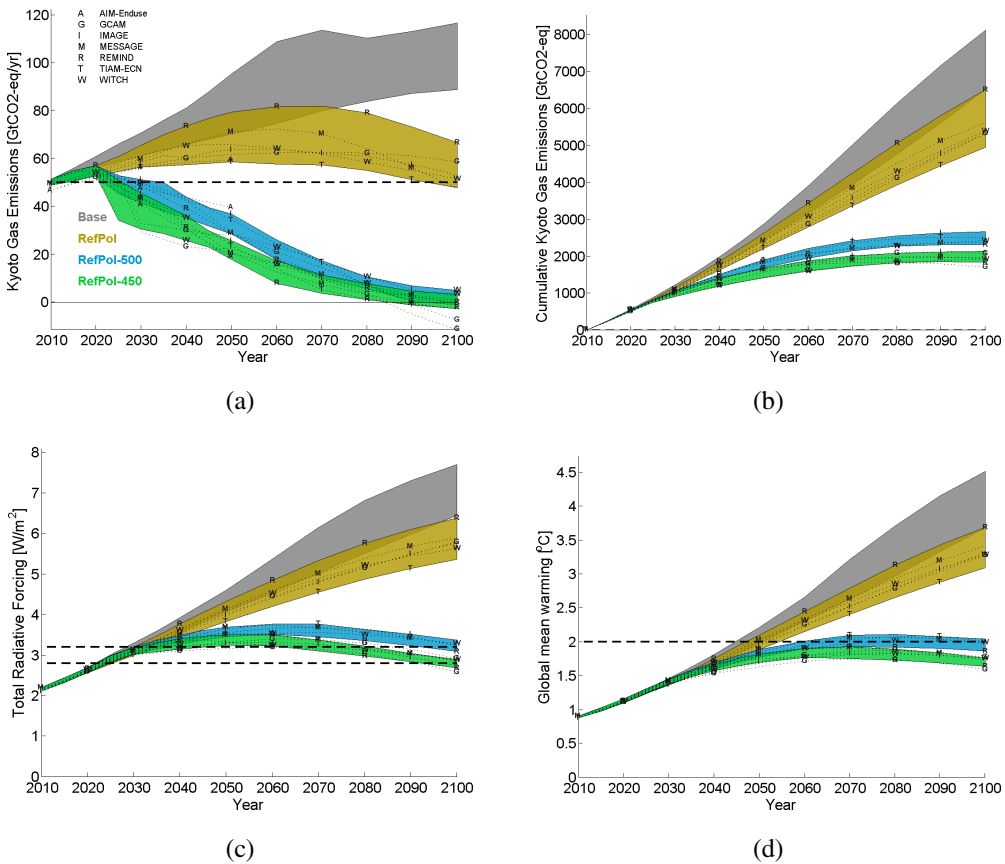 120
100
80
60
40
20
0
Kyoto Gas Emissions [GtCO2-eq/yr]
A AIM-Enduse
G GCAM
I IMAGE
M MESSAGE
R REMIND
T TIAM-ECN
W WITCH
Base
RefPol
RefPol-500
RefPol-450
2010 2020 2030 2040 2050 2060 2070 2080 2090 2100
Year
(a)
8000
7000
6000
5000
4000
3000
2000
1000
0
Cumulative Kyoto Gas Emissions [GtCO2-eq]
2010 2020 2030 2040 2050 2060 2070 2080 2090 2100
Year
(b)
8
7
6
5
4
3
2
1
0
Total Radiative Forcing [W/m²]
2010 2020 2030 2040 2050 2060 2070 2080 2090 2100
Year
(c)
4.5
4
3.5
3
2.5
2
1.5
1
0.5
0
Global mean warming [°C]
2010 2020 2030 2040 2050 2060 2070 2080 2090 2100
Year
(d)